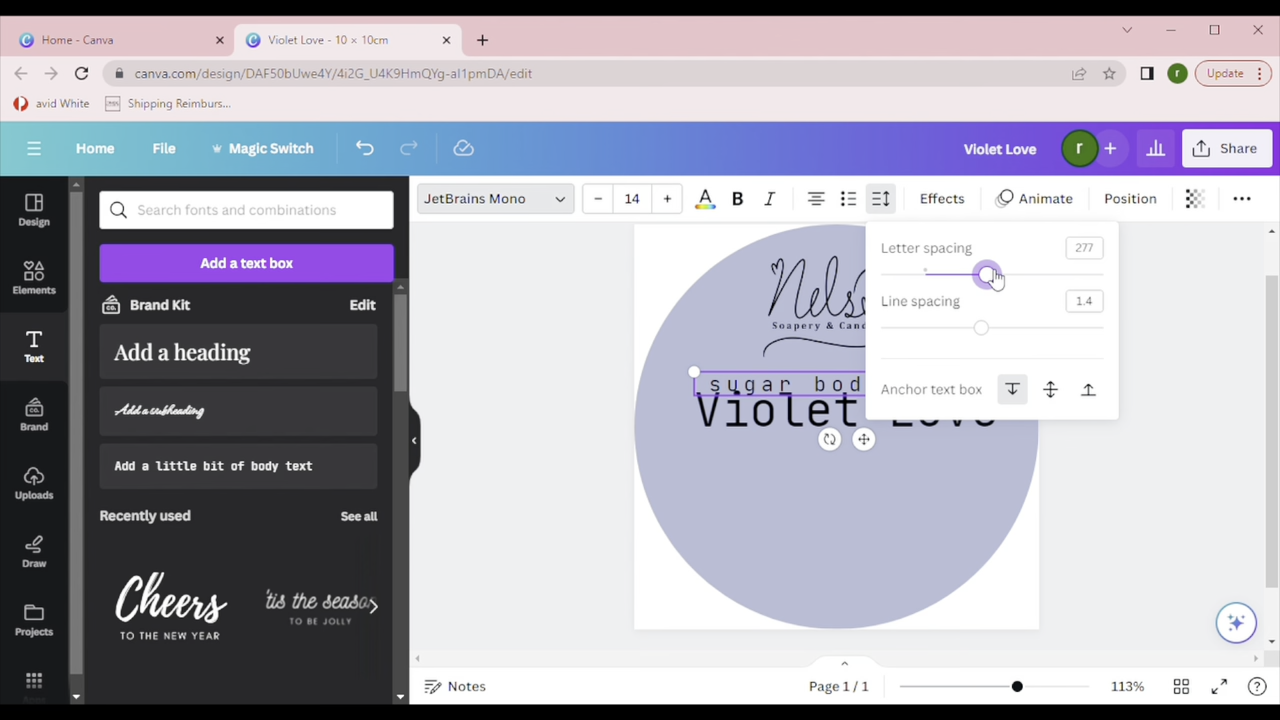 Home - Canva
Violet Love - 10 × 10cm
canva.com/design/DAF50bUwe4Y/4i2G_U4K9HmQYg-aI1pmDA/edit
r
Update
avid White
Shipping Reimburs...
Home
File
Magic Switch
Violet Love
r
Share
Design
Elements
Text
Brand
Uploads
Draw
Projects
Search fonts and combinations
Add a text box
Brand Kit
Edit
Add a heading
Add a subheading
Add a little bit of body text
Recently used
See all
Cheers
TO THE NEW YEAR
'tis the seaso
TO BE JOLLY
JetBrains Mono
14
A
B
I
Effects
Animate
Position
Letter spacing
277
Line spacing
1.4
Anchor text box
Nels
Soapery & Can
sugar bod
Violet Love
Notes
Page 1 / 1
113%